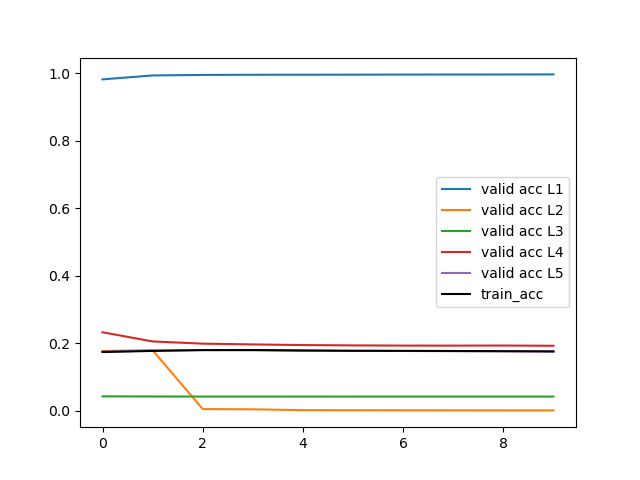 1.0
0.8
0.6
0.4
0.2
0.0
0 2 4 6 8
valid acc L1
valid acc L2
valid acc L3
valid acc L4
valid acc L5
train_acc